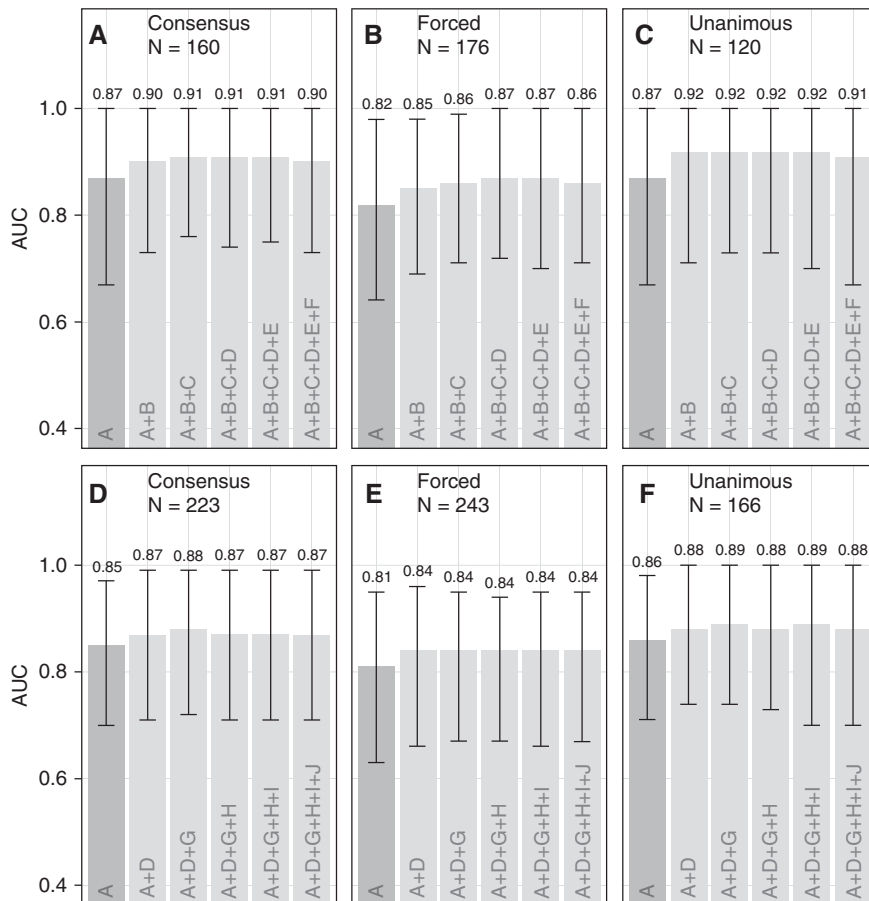 A
Consensus
N = 160
0.87 0.90 0.91 0.91 0.91 0.90
AUC
1.0
0.8
0.6
0.4
A
A+B
A+B+C
A+B+C+D
A+B+C+D+E
A+B+C+D+E+F
B
Forced
N = 176
0.82 0.85 0.86 0.87 0.87 0.86
A
A+B
A+B+C
A+B+C+D
A+B+C+D+E
A+B+C+D+E+F
C
Unanimous
N = 120
0.87 0.92 0.92 0.92 0.92 0.91
A
A+B
A+B+C
A+B+C+D
A+B+C+D+E
A+B+C+D+E+F
D
Consensus
N = 223
0.85 0.87 0.88 0.87 0.87 0.87
AUC
1.0
0.8
0.6
0.4
A
A+D
A+D+G
A+D+G+H
A+D+G+H+I
A+D+G+H+I+J
E
Forced
N = 243
0.81 0.84 0.84 0.84 0.84 0.84
A
A+D
A+D+G
A+D+G+H
A+D+G+H+I
A+D+G+H+I+J
F
Unanimous
N = 166
0.86 0.88 0.89 0.88 0.89 0.88
A
A+D
A+D+G
A+D+G+H
A+D+G+H+I
A+D+G+H+I+J